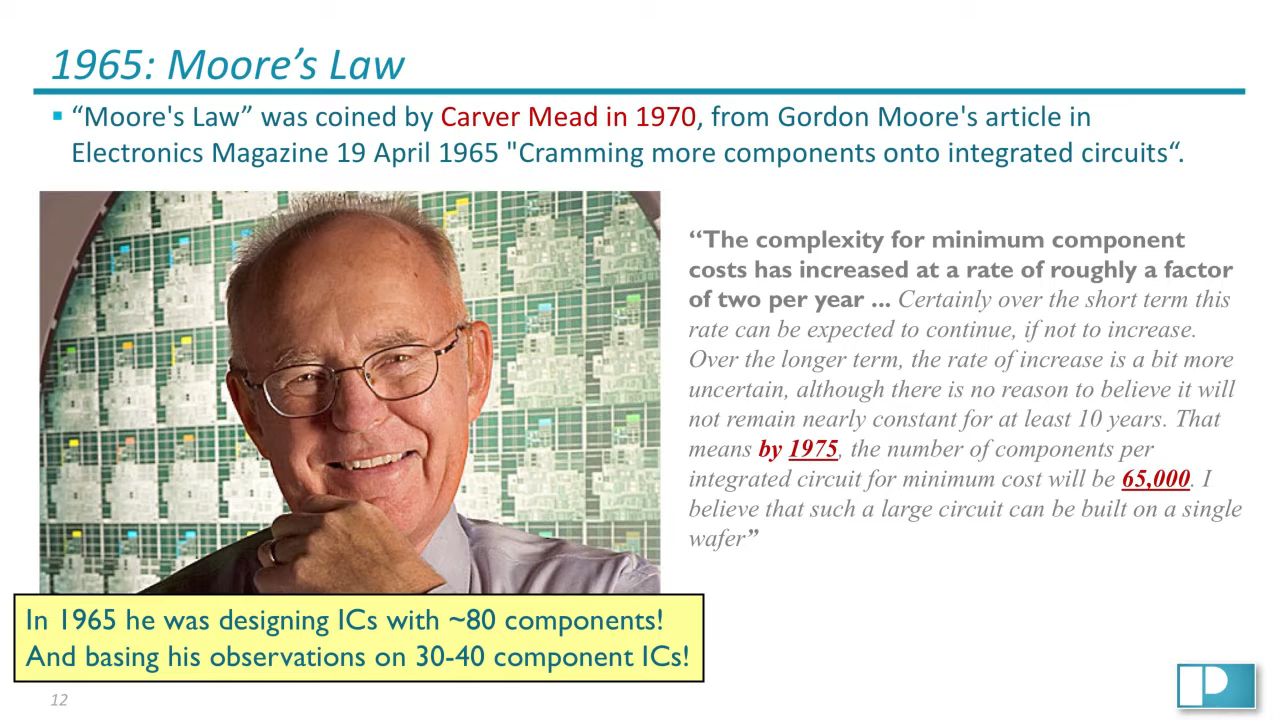 1965: Moore’s Law
“Moore's Law” was coined by Carver Mead in 1970, from Gordon Moore's article in
Electronics Magazine 19 April 1965 "Cramming more components onto integrated circuits“.
“The complexity for minimum component
costs has increased at a rate of roughly a factor
of two per year ... Certainly over the short term this
rate can be expected to continue, if not to increase.
Over the longer term, the rate of increase is a bit more
uncertain, although there is no reason to believe it will
not remain nearly constant for at least 10 years. That
means by 1975, the number of components per
integrated circuit for minimum cost will be 65,000. I
believe that such a large circuit can be built on a single
wafer”
In 1965 he was designing ICs with ~80 components!
And basing his observations on 30-40 component ICs!
12